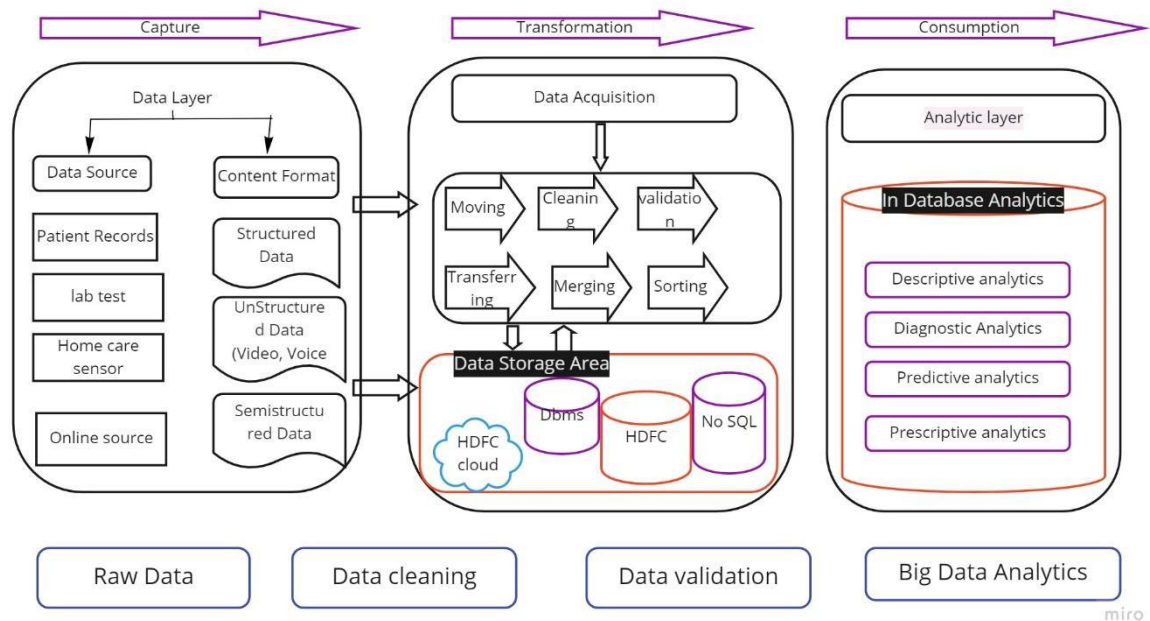 Capture
Transformation
Consumption
Data Layer
Data Source
Content Format
Patient Records
lab test
Home care
sensor
Online source
Structured
Data
UnStructure
d Data
(Video, Voice
Semistructu
red Data
Data Acquisition
Moving
Cleanin
g
validatio
n
Transferr
ing
Merging
Sorting
Data Storage Area
HDFC
cloud
Dbms
HDFC
No SQL
Analytic layer
In Database Analytics
Descriptive analytics
Diagnostic Analytics
Predictive analytics
Prescriptive analytics
Raw Data
Data cleaning
Data validation
Big Data Analytics
miro